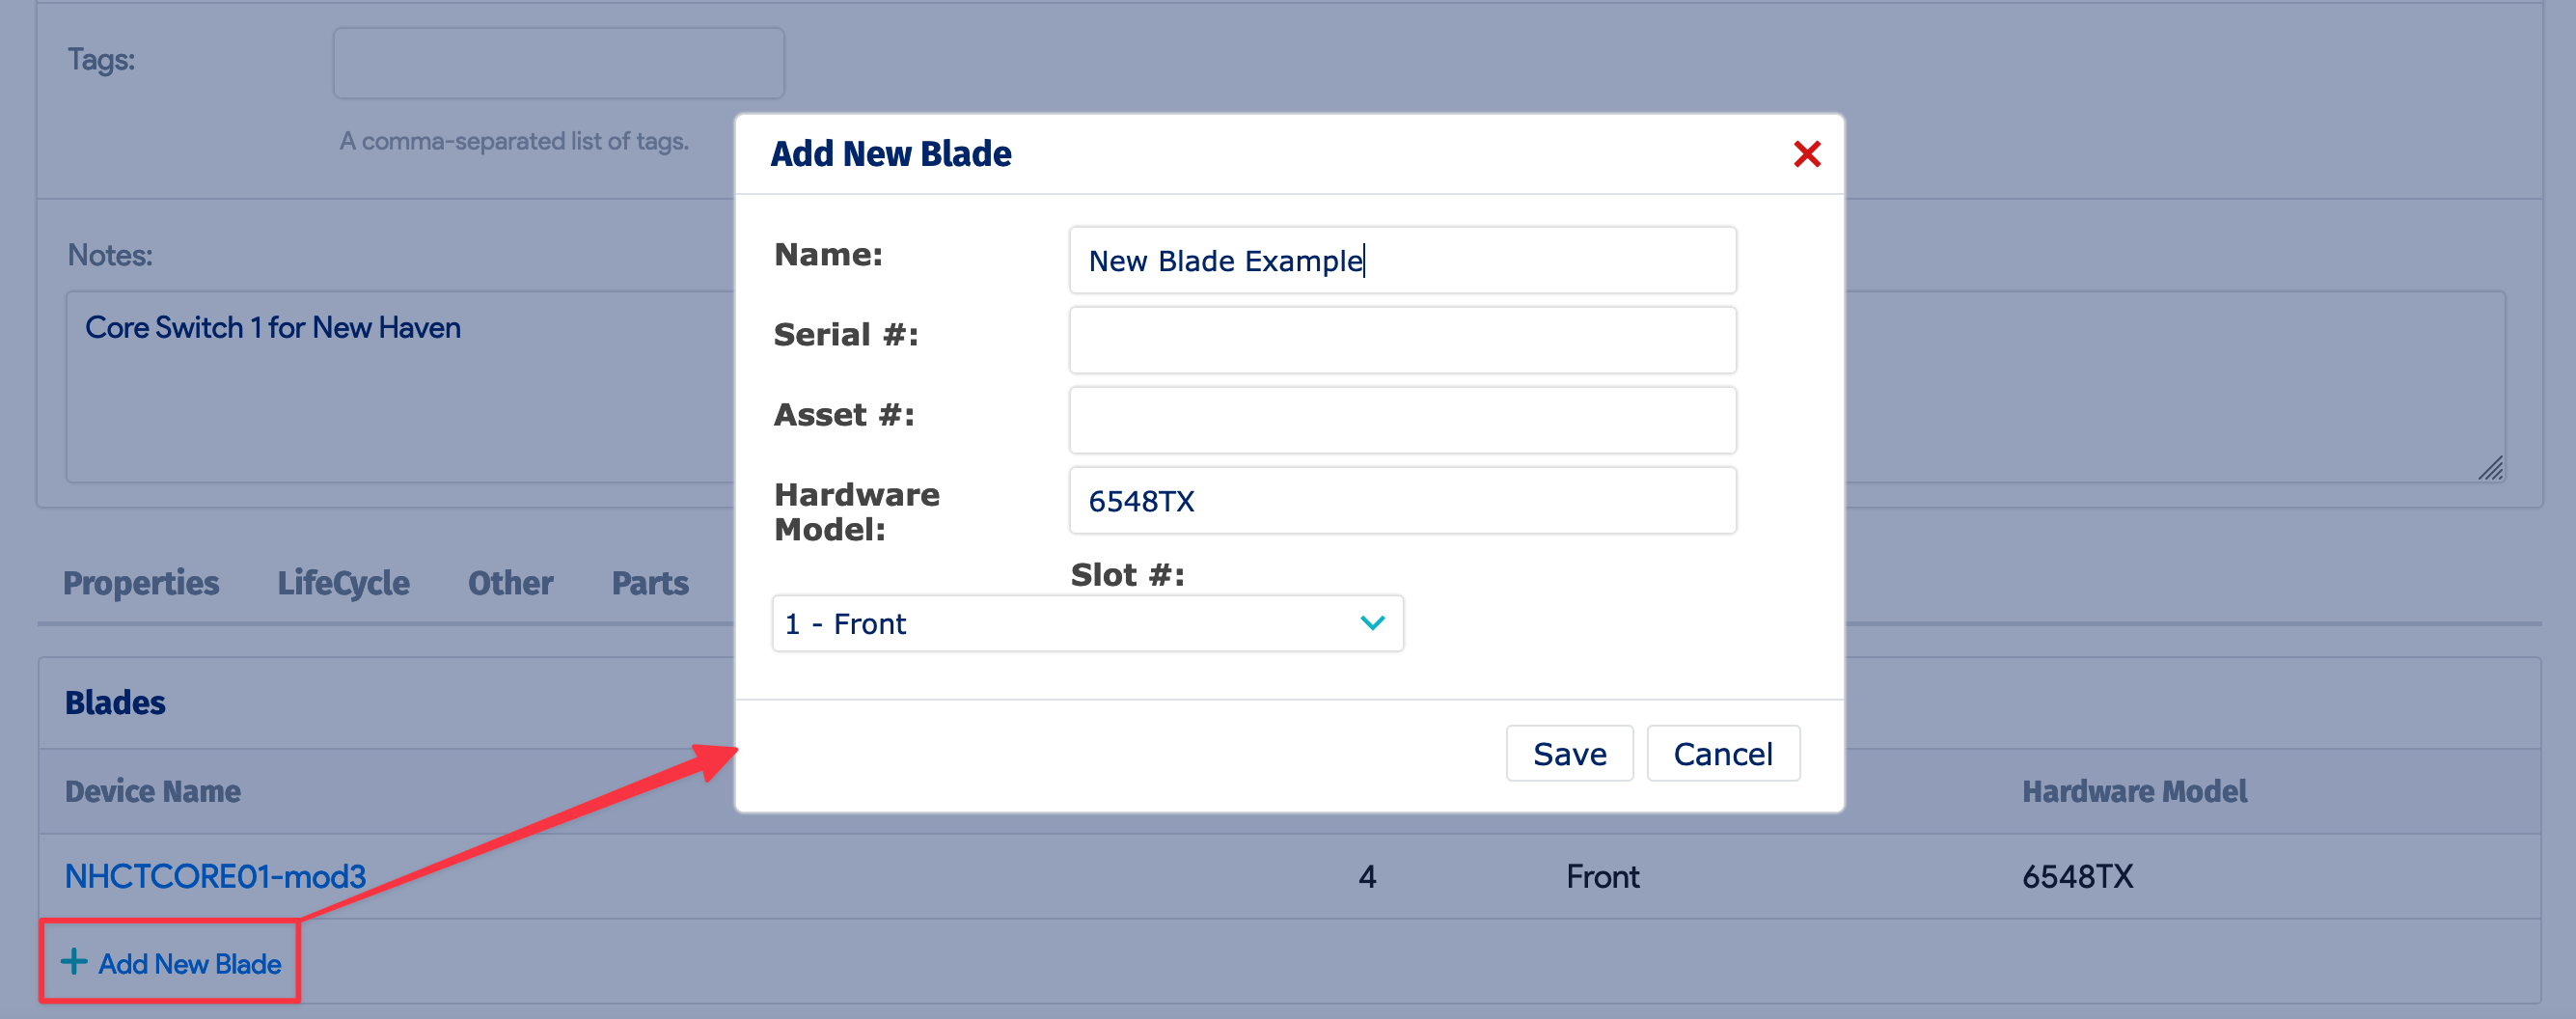 Tags:
A comma-separated list of tags.
Notes:
Core Switch 1 for New Haven
Add New Blade
Name: New Blade Example
Serial #:
Asset #:
Hardware
Model: 6548TX
Slot #:
1 - Front
Save Cancel
Properties LifeCycle Other Parts
Blades
Device Name Hardware Model
NHCTCORE01-mod3 4 Front 6548TX
+ Add New Blade